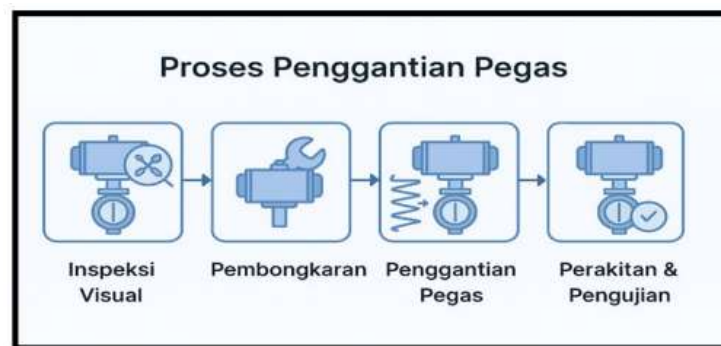 Proses Penggantian Pegas
Inspeksi
Visual
Pembongkaran
Penggantian
Pegas
Perakitan &
Pengujian